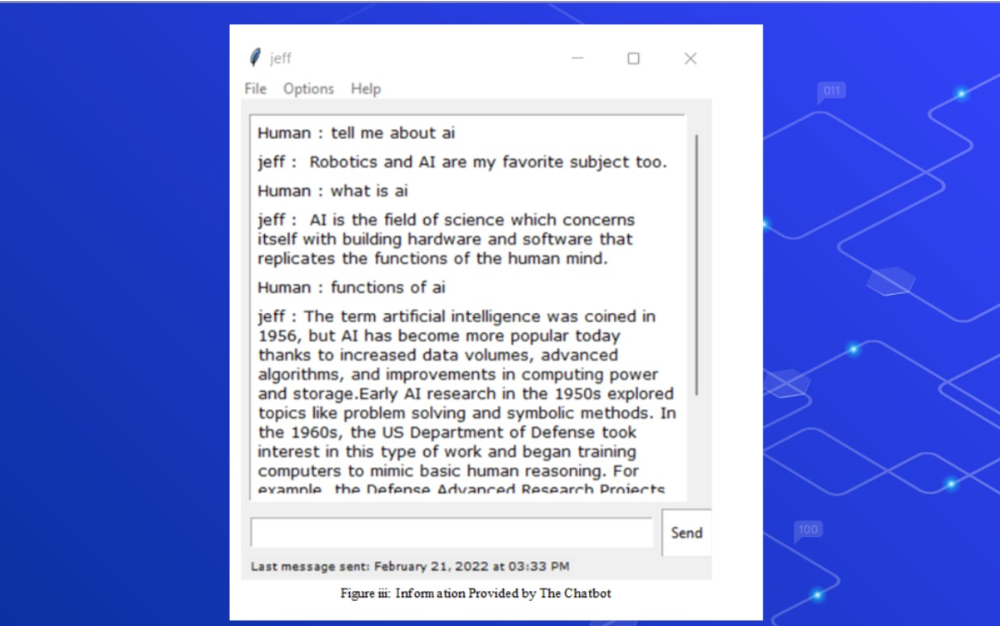 jeff
File Options Help
Human : tell me about ai
jeff : Robotics and AI are my favorite subject too.
Human : what is ai
jeff : AI is the field of science which concerns
itself with building hardware and software that
replicates the functions of the human mind.
Human : functions of ai
jeff : The term artificial intelligence was coined in
1956, but AI has become more popular today
thanks to increased data volumes, advanced
algorithms, and improvements in computing power
and storage.Early AI research in the 1950s explored
topics like problem solving and symbolic methods. In
the 1960s, the US Department of Defense took
interest in this type of work and began training
computers to mimic basic human reasoning. For
example, the Defense Advanced Research Projects
Send
Last message sent: February 21, 2022 at 03:33 PM
Figure iii: Information Provided by The Chatbot
011
100